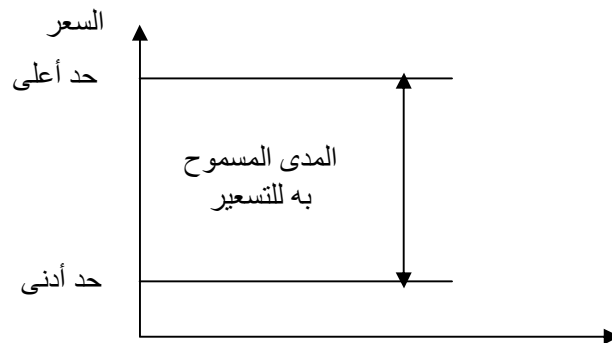 السعر
حد أعلى
المدى المسموح
به للتسعير
حد أدنى